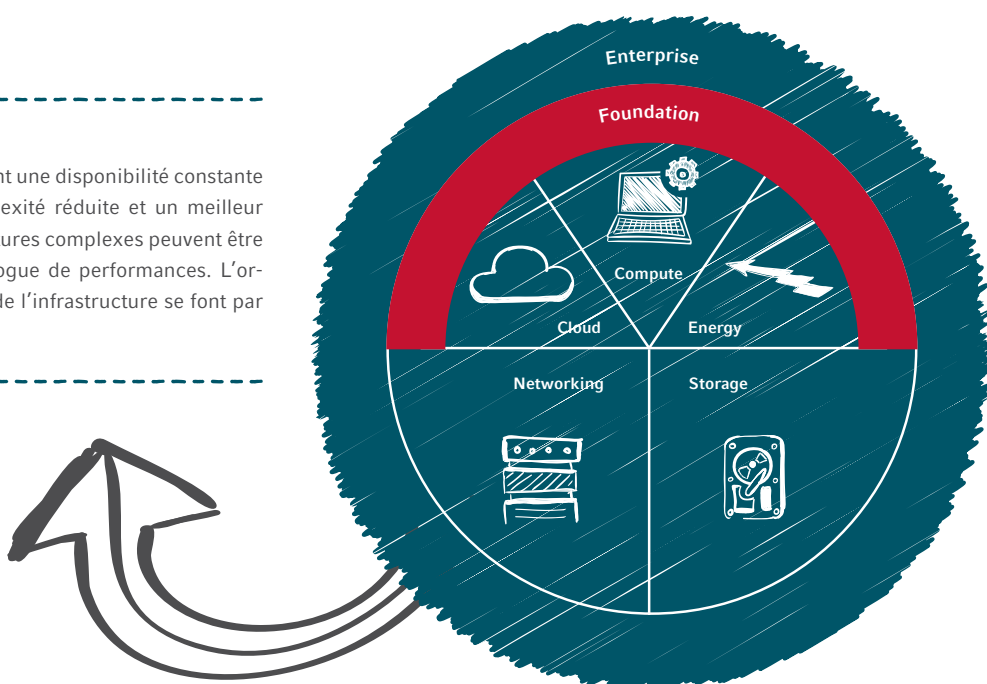 nt une disponibilité constante
exité réduite et un meilleur
tures complexes peuvent être
ogue de performances. L’or-
de l’infrastructure se font par
Enterprise
Foundation
Compute
Cloud
Energy
Networking
Storage